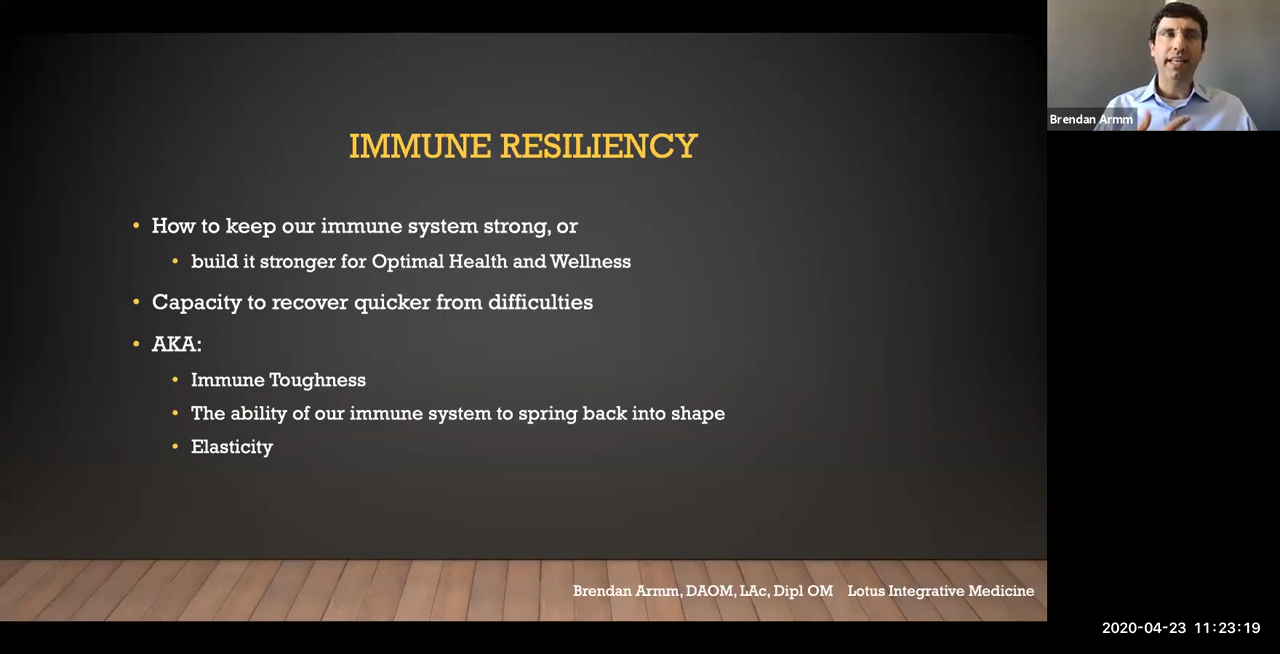 IMMUNE RESILIENCY
• How to keep our immune system strong, or
• build it stronger for Optimal Health and Wellness
• Capacity to recover quicker from difficulties
• AKA:
• Immune Toughness
• The ability of our immune system to spring back into shape
• Elasticity
Brendan Armm, DAOM, LAc, Dipl OM Lotus Integrative Medicine
Brendan Armm
2020-04-23 11:23:19